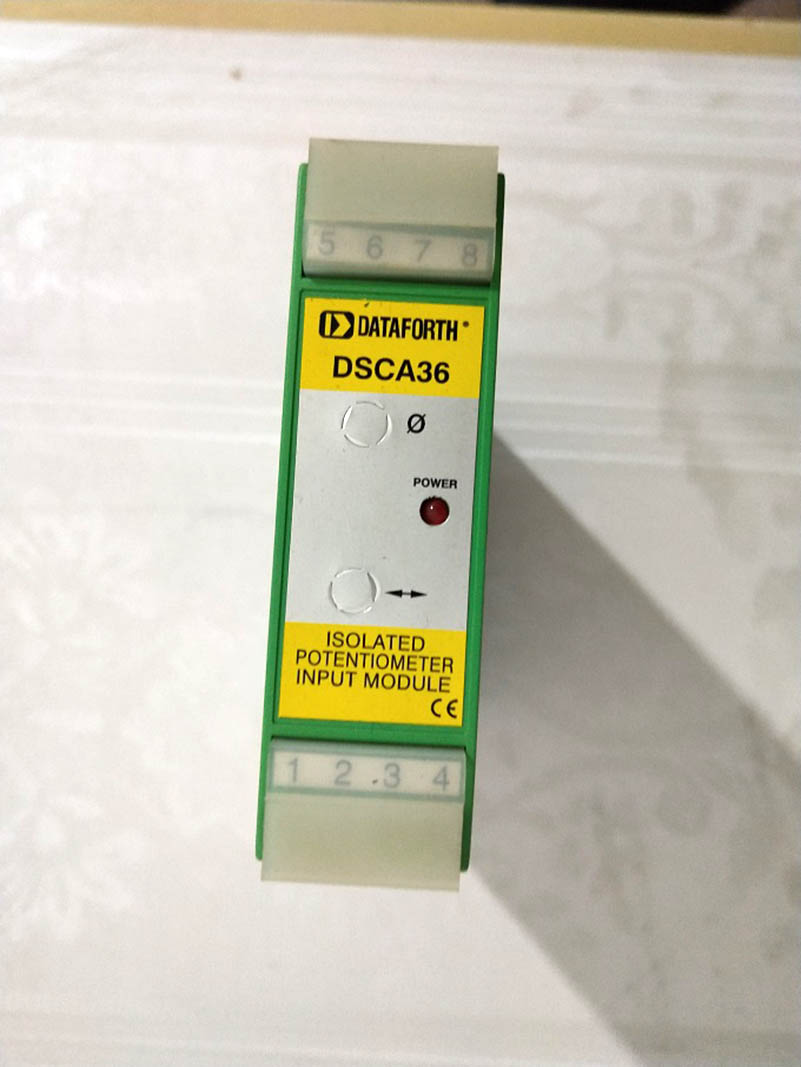 5 6 7 8
DATAFORTH®
DSCA36
Ø
POWER
ISOLATED
POTENTIOMETER
INPUT MODULE
CE
1 2 3 4